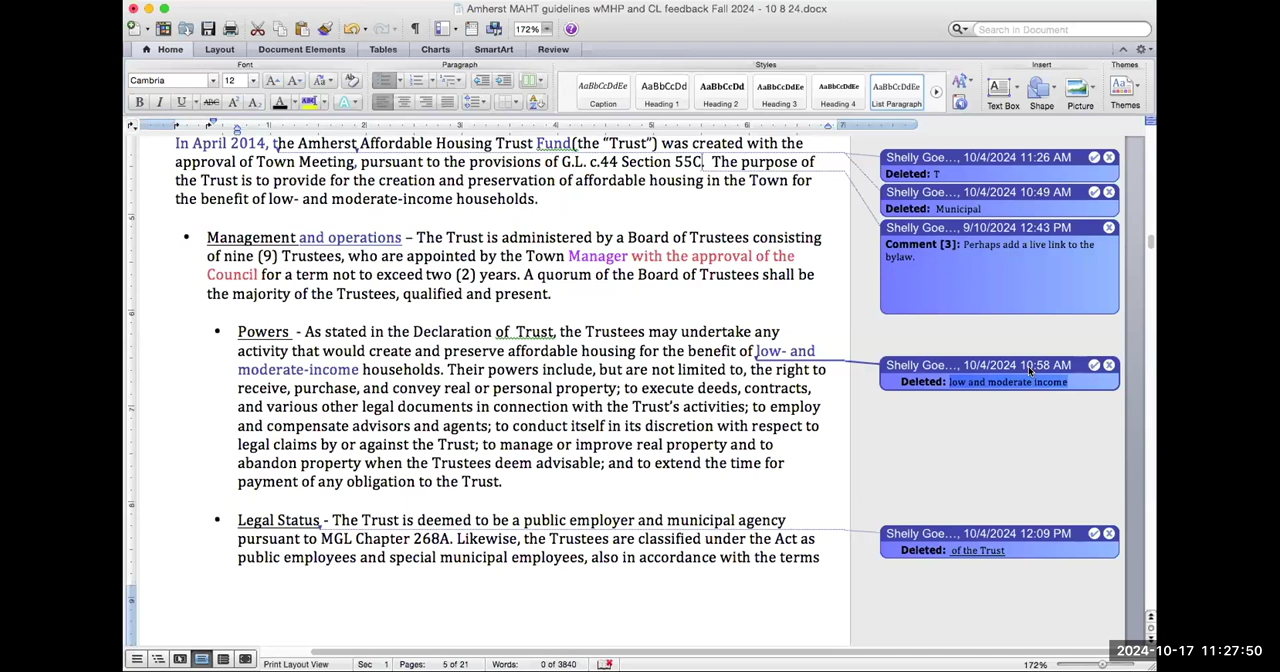 Amherst MAHT guidelines wMHP and CL feedback Fall 2024 - 10 8 24.docx
172%
Search in Document
Home Layout Document Elements Tables Charts SmartArt Review
Font Paragraph Styles Insert Themes
Cambria 12
AaBbCcDdEe AaBbCcDd AaBbCcDd AaBbCcDdEe AaBbCcDdEe AaBbCcDdEe
Caption Heading 1 Heading 2 Heading 3 Heading 4 List Paragraph
Text Box Shape Picture Themes
B I U ABC A² A₂
1 2 3 4 5 6 7
In April 2014, the Amherst Affordable Housing Trust Fund(the “Trust”) was created with the
approval of Town Meeting, pursuant to the provisions of G.L. c.44 Section 55C. The purpose of
the Trust is to provide for the creation and preservation of affordable housing in the Town for
the benefit of low- and moderate-income households.
• Management and operations – The Trust is administered by a Board of Trustees consisting
of nine (9) Trustees, who are appointed by the Town Manager with the approval of the
Council for a term not to exceed two (2) years. A quorum of the Board of Trustees shall be
the majority of the Trustees, qualified and present.
• Powers - As stated in the Declaration of Trust, the Trustees may undertake any
activity that would create and preserve affordable housing for the benefit of low- and
moderate-income households. Their powers include, but are not limited to, the right to
receive, purchase, and convey real or personal property; to execute deeds, contracts,
and various other legal documents in connection with the Trust’s activities; to employ
and compensate advisors and agents; to conduct itself in its discretion with respect to
legal claims by or against the Trust; to manage or improve real property and to
abandon property when the Trustees deem advisable; and to extend the time for
payment of any obligation to the Trust.
• Legal Status - The Trust is deemed to be a public employer and municipal agency
pursuant to MGL Chapter 268A. Likewise, the Trustees are classified under the Act as
public employees and special municipal employees, also in accordance with the terms
Shelly Goe..., 10/4/2024 11:26 AM
Deleted: T
Shelly Goe..., 10/4/2024 10:49 AM
Deleted: Municipal
Shelly Goe..., 9/10/2024 12:43 PM
Comment [3]: Perhaps add a live link to the
bylaw.
Shelly Goe..., 10/4/2024 10:58 AM
Deleted: low and moderate income
Shelly Goe..., 10/4/2024 12:09 PM
Deleted: of the Trust
Print Layout View Sec 1 Pages: 5 of 21 Words: 0 of 3840 172%
2024-10-17 11:27:50